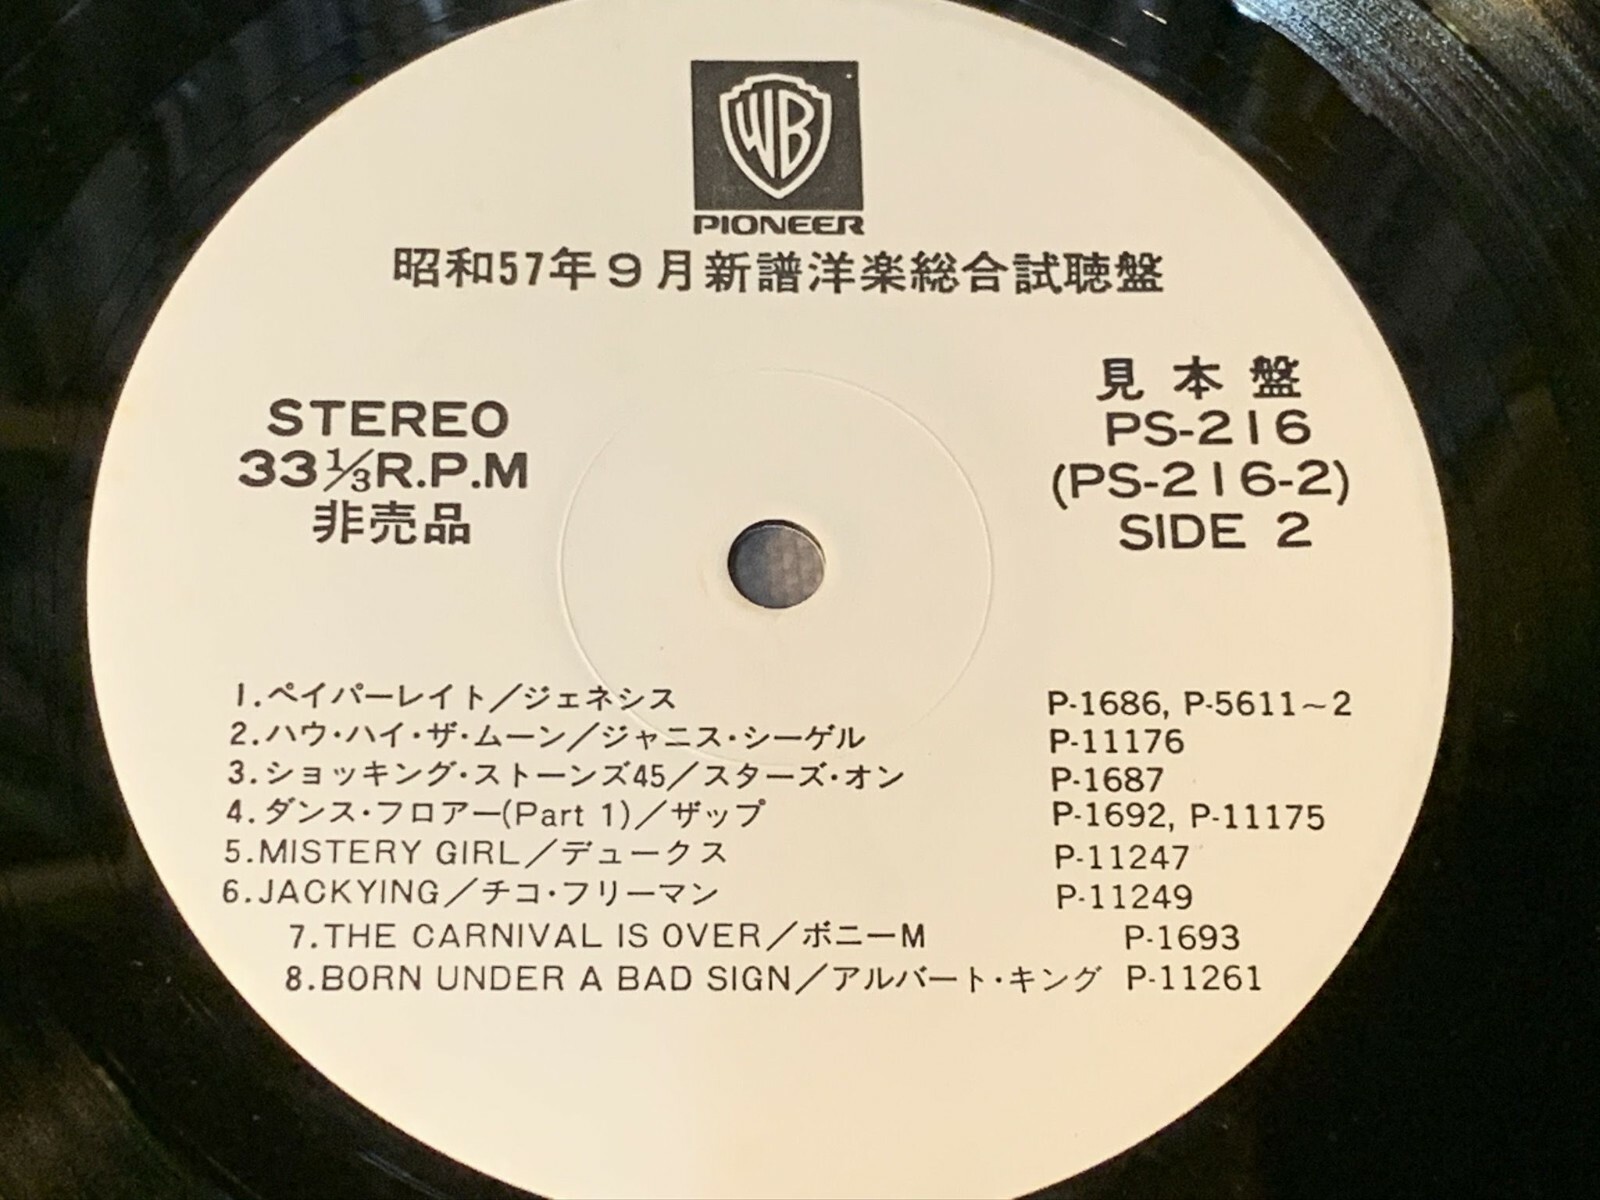 WB
PIONEER
昭和57年9月新譜洋楽総合試聴盤
STEREO
33 1/3 R.P.M
非売品
見本盤
PS-216
(PS-216-2)
SIDE 2
1.ペイパーレイト/ジェネシス P-1686, P-5611~2
2.ハウ・ハイ・ザ・ムーン/ジャニス・シーゲル P-11176
3.ショッキング・ストーンズ45/スターズ・オン P-1687
4.ダンス・フロアー(Part 1)/ザップ P-1692, P-11175
5.MISTERY GIRL/デュークス P-11247
6.JACKYING/チコ・フリーマン P-11249
7.THE CARNIVAL IS OVER/ボニーM P-1693
8.BORN UNDER A BAD SIGN/アルバート・キング P-11261